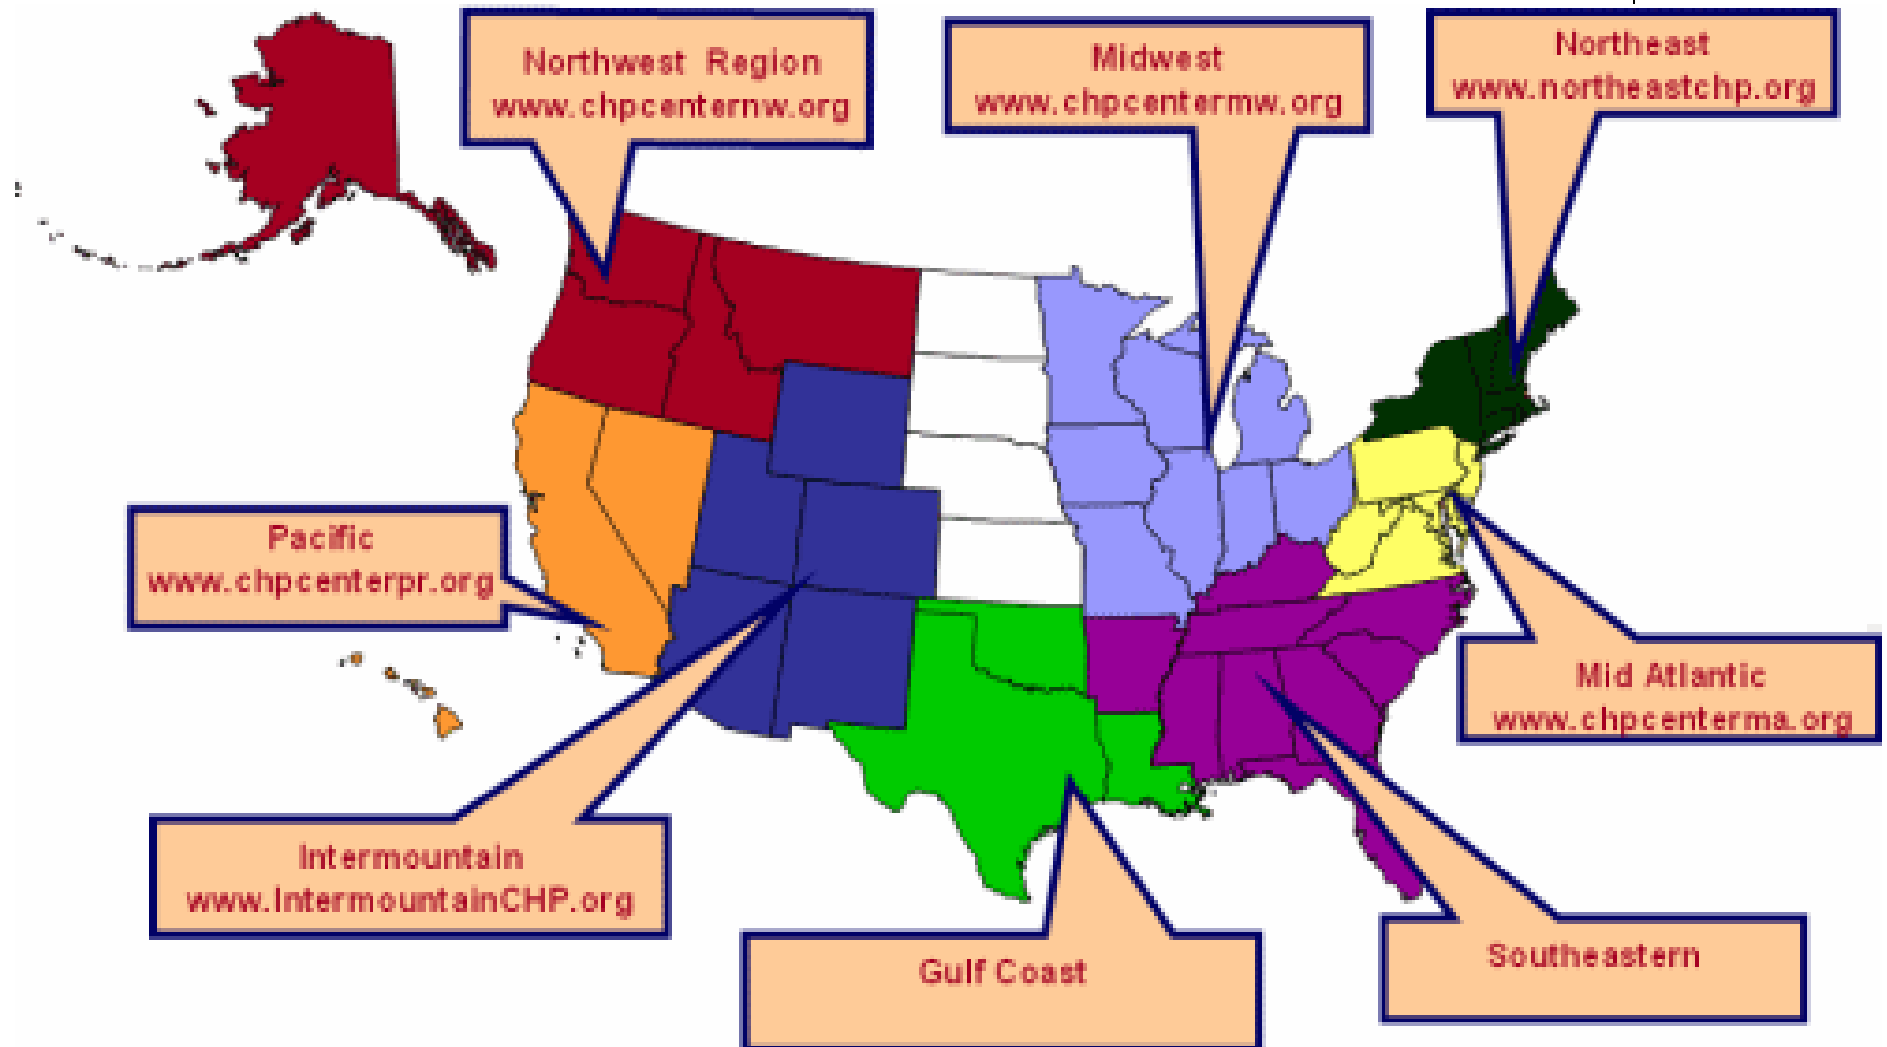 Northwest Region
www.chpcenternw.org
Midwest
www.chpcentermw.org
Northeast
www.northeastchp.org
Pacific
www.chpcenterpr.org
Mid Atlantic
www.chpcenterma.org
Intermountain
www.IntermountainCHP.org
Gulf Coast
Southeastern